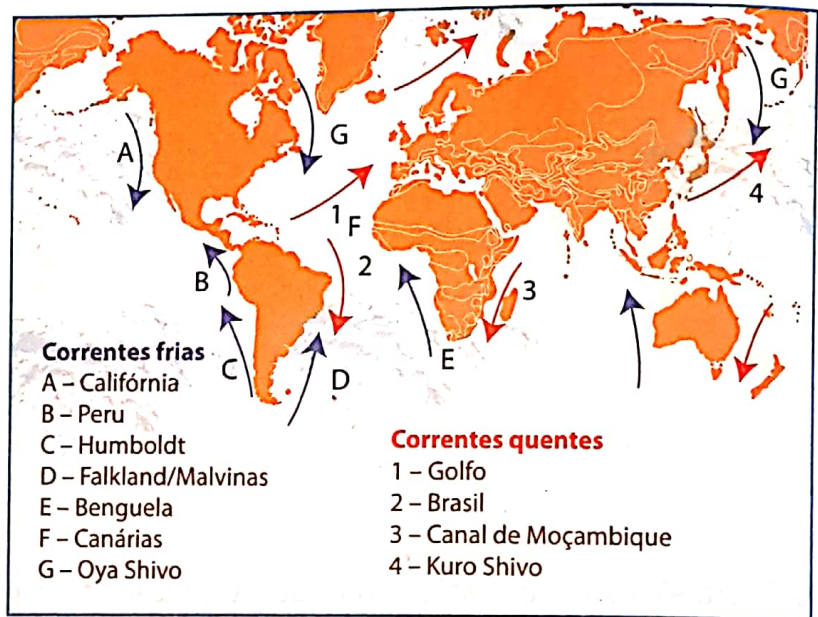 G
A
G
4
1
F
2
B
3
E
C
D
Correntes frias
A – Califórnia
B – Peru
C – Humboldt
D – Falkland/Malvinas
E – Benguela
F – Canárias
G – Oya Shivo
Correntes quentes
1 – Golfo
2 – Brasil
3 – Canal de Moçambique
4 – Kuro Shivo